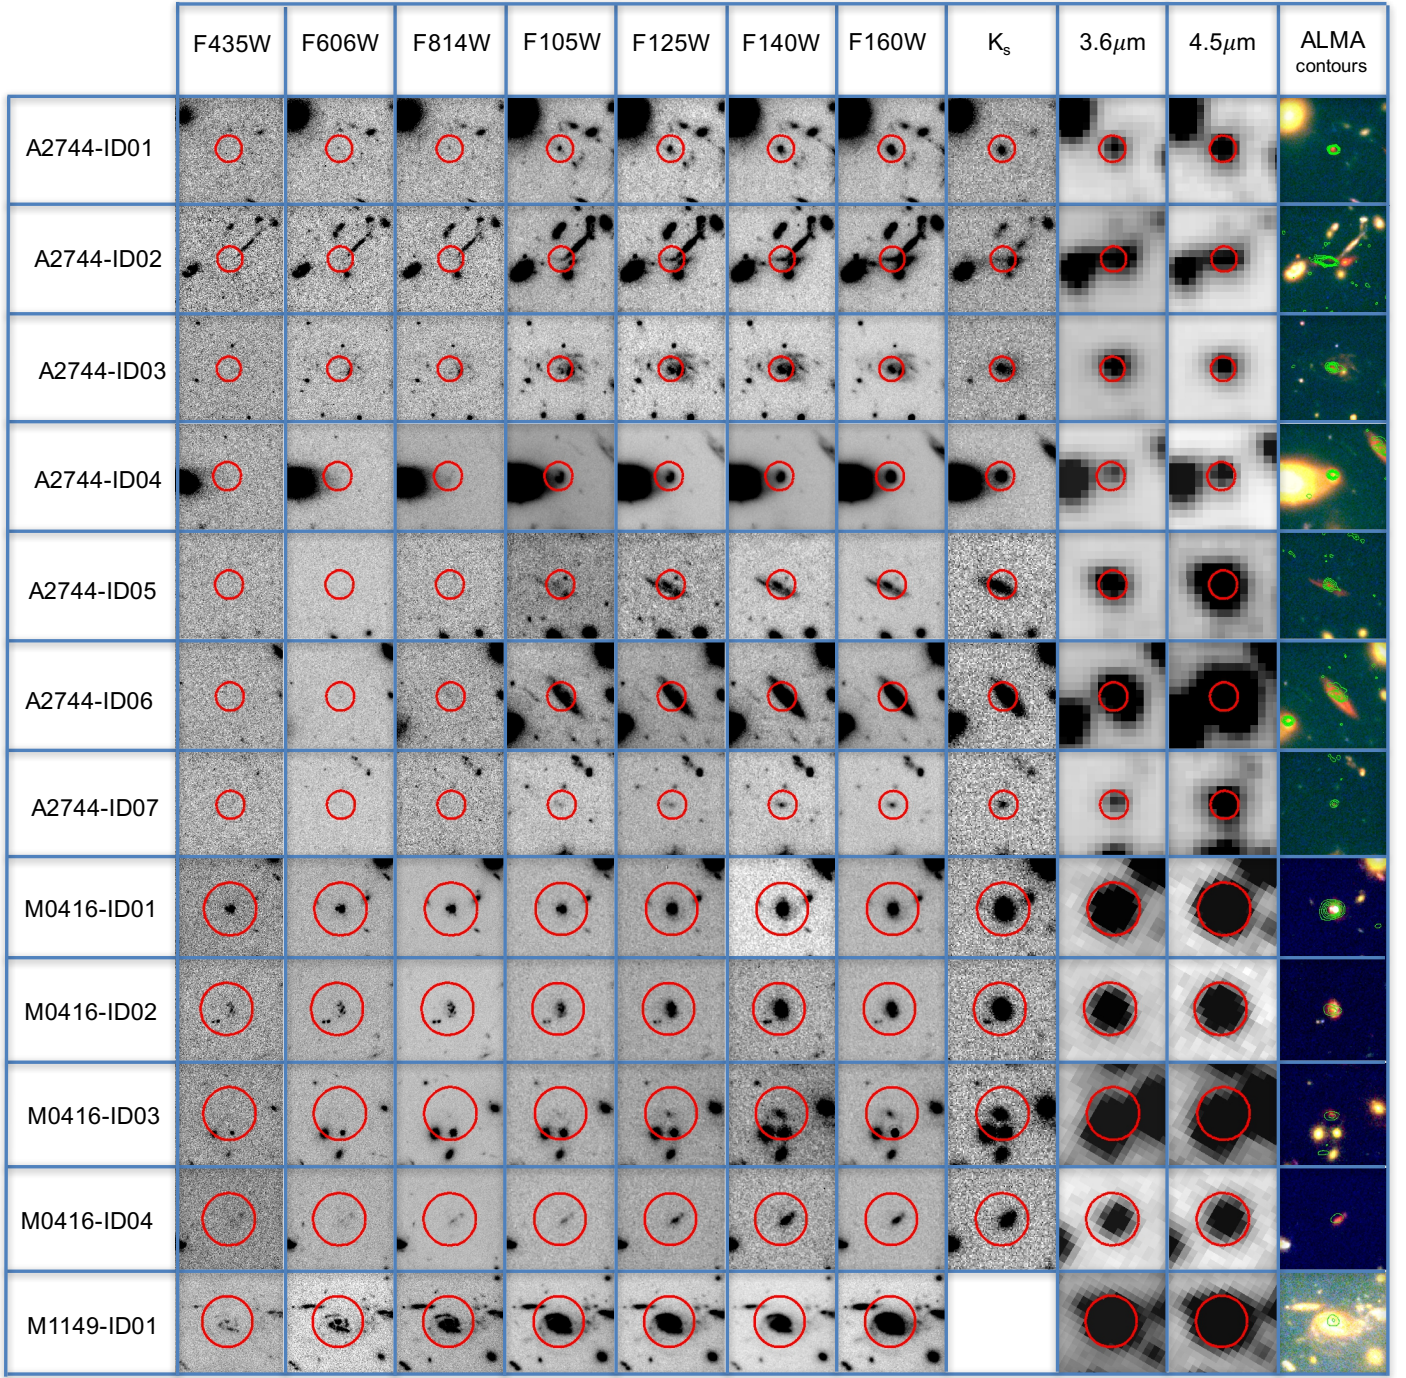 F435W F606W F814W F105W F125W F140W F160W Ks 3.6μm 4.5μm ALMA
contours
A2744-ID01
A2744-ID02
A2744-ID03
A2744-ID04
A2744-ID05
A2744-ID06
A2744-ID07
M0416-ID01
M0416-ID02
M0416-ID03
M0416-ID04
M1149-ID01